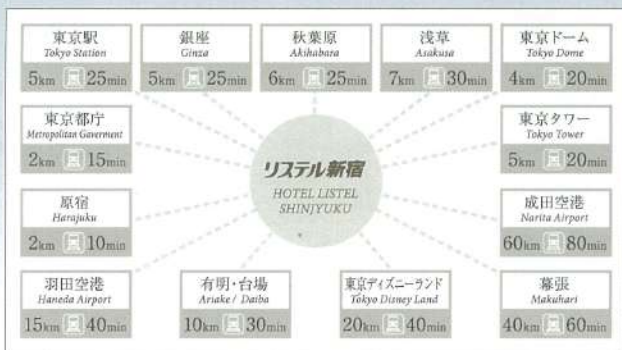 東京駅
Tokyo Station
5km 25min
銀座
Ginza
5km 25min
秋葉原
Akihabara
6km 25min
浅草
Asakusa
7km 30min
東京ドーム
Tokyo Dome
4km 20min
東京都庁
Metropolitan Goverment
2km 15min
東京タワー
Tokyo Tower
5km 20min
リステル新宿
HOTEL LISTEL
SHINJYUKU
原宿
Harajuku
2km 10min
成田空港
Narita Airport
60km 80min
羽田空港
Haneda Airport
15km 40min
有明・台場
Ariake / Daiba
10km 30min
東京ディズニーランド
Tokyo Disney Land
20km 40min
幕張
Makuhari
40km 60min